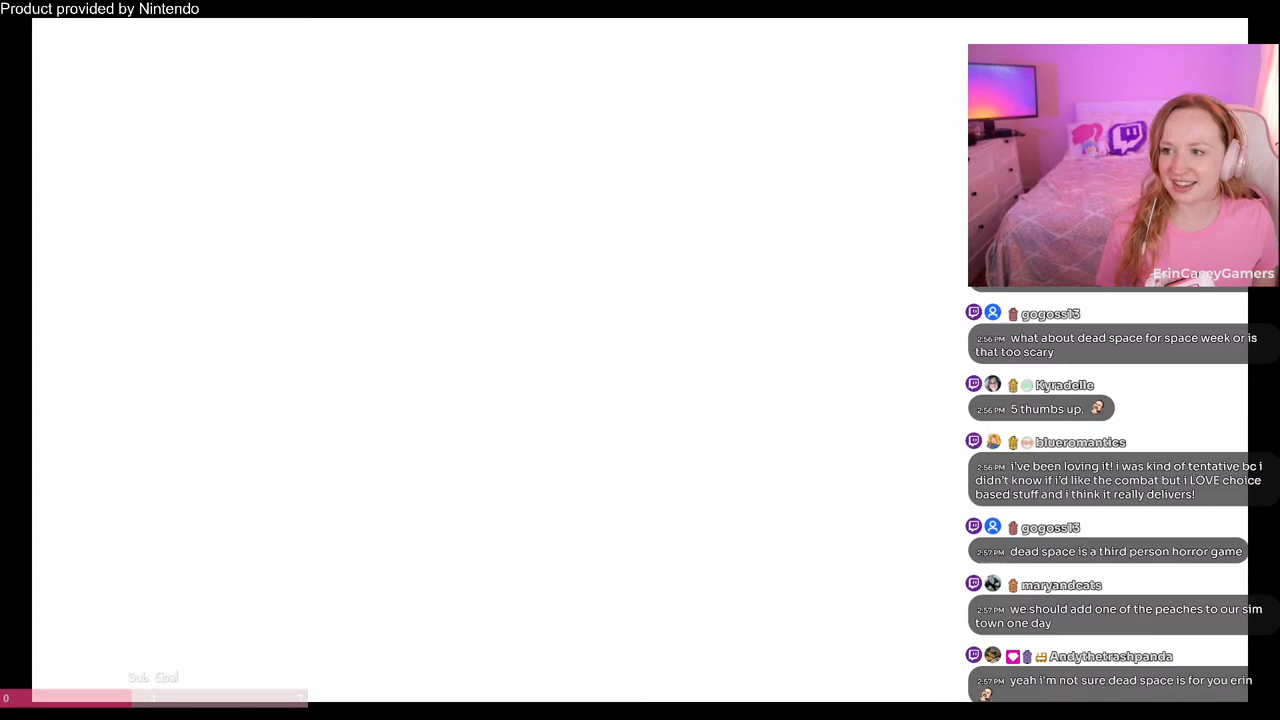 Product provided by Nintendo
ErinCaseyGamers
gogoss13
2:56 PM what about dead space for space week or is
that too scary
Kyradelle
2:56 PM 5 thumbs up.
blueromantics
2:56 PM i've been loving it! i was kind of tentative bc i
didn't know if i'd like the combat but i LOVE choice
based stuff and i think it really delivers!
gogoss13
2:57 PM dead space is a third person horror game
maryandcats
2:57 PM we should add one of the peaches to our sim
town one day
Andythetrashpanda
2:57 PM yeah i'm not sure dead space is for you erin
Sub Goal
0